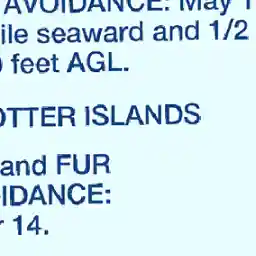 AVOIDANCE: May 1
ile seaward and 1/2
feet AGL.
OTTER ISLANDS
and FUR
IDANCE:
14.